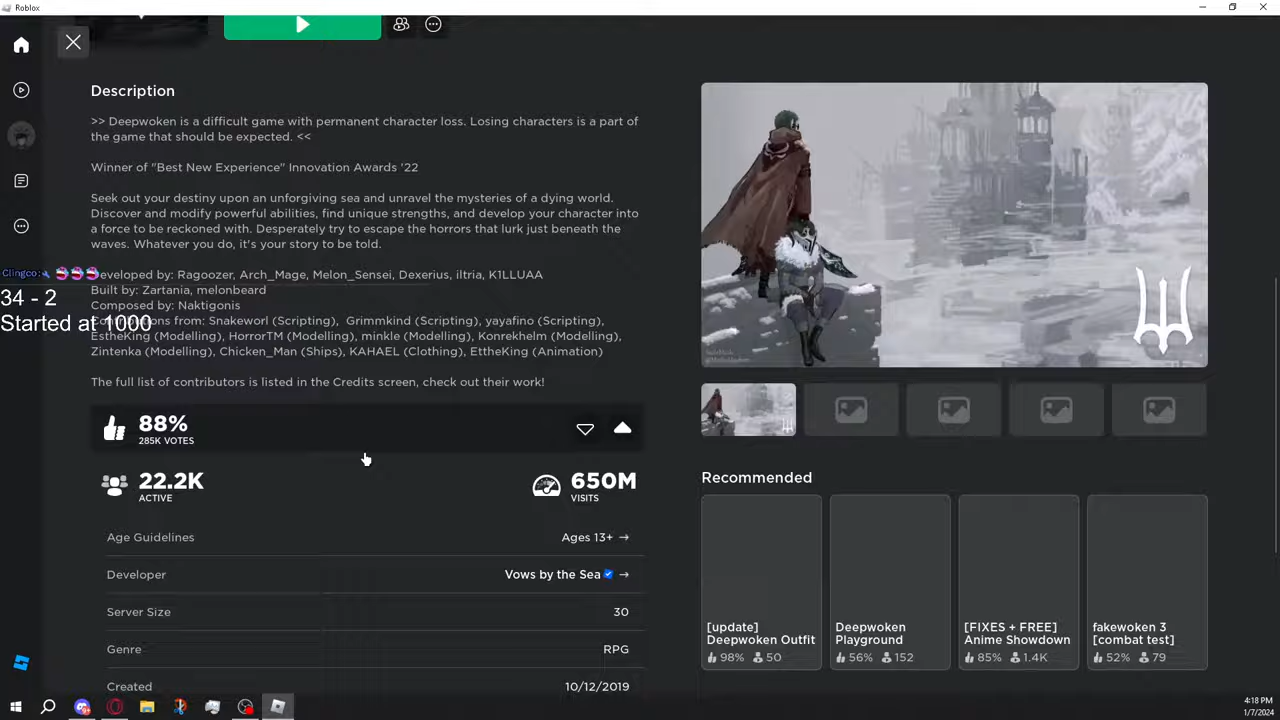 Roblox
Description
>> Deepwoken is a difficult game with permanent character loss. Losing characters is a part of
the game that should be expected. <<
Winner of "Best New Experience" Innovation Awards '22
Seek out your destiny upon an unforgiving sea and unravel the mysteries of a dying world.
Discover and modify powerful abilities, find unique strengths, and develop your character into
a force to be reckoned with. Desperately try to escape the horrors that lurk just beneath the
waves. Whatever you do, it's your story to be told.
Clingco:
34 - 2
Started at 1000
eveloped by: Ragoozer, Arch_Mage, Melon_Sensei, Dexerius, iltria, K1LLUAA
Built by: Zartania, melonbeard
Composed by: Naktigonis
from: Snakeworl (Scripting), Grimmkind (Scripting), yayafino (Scripting),
EstheKing (Modelling), HorrorTM (Modelling), minkle (Modelling), Konrekhelm (Modelling),
Zintenka (Modelling), Chicken_Man (Ships), KAHAEL (Clothing), EttheKing (Animation)
The full list of contributors is listed in the Credits screen, check out their work!
88%
285K VOTES
22.2K
ACTIVE
650M
VISITS
Age Guidelines
Ages 13+ →
Developer
Vows by the Sea →
Server Size
30
Genre
RPG
Created
10/12/2019
Recommended
[update]
Deepwoken Outfit
98% 50
Deepwoken
Playground
56% 152
[FIXES + FREE]
Anime Showdown
85% 1.4K
fakewoken 3
[combat test]
52% 79
4:18 PM
1/7/2024